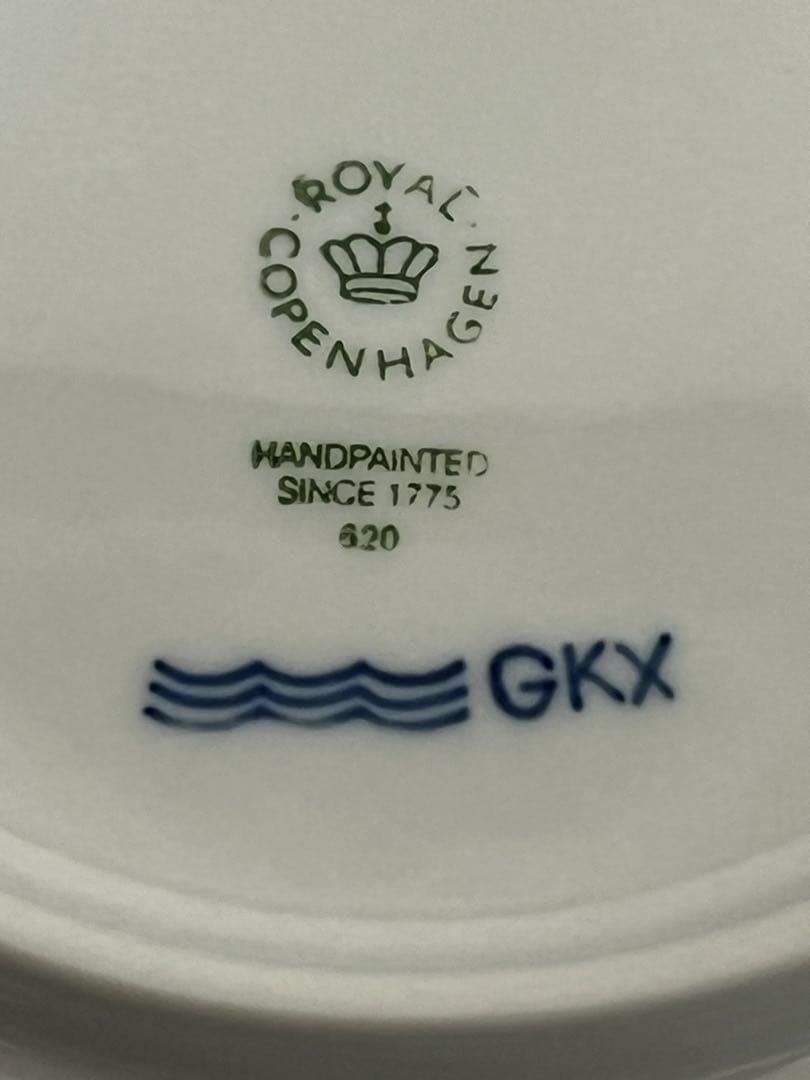 ROYAL
COPENHAGEN
HANDPAINTED
SINCE 1775
620
GKX